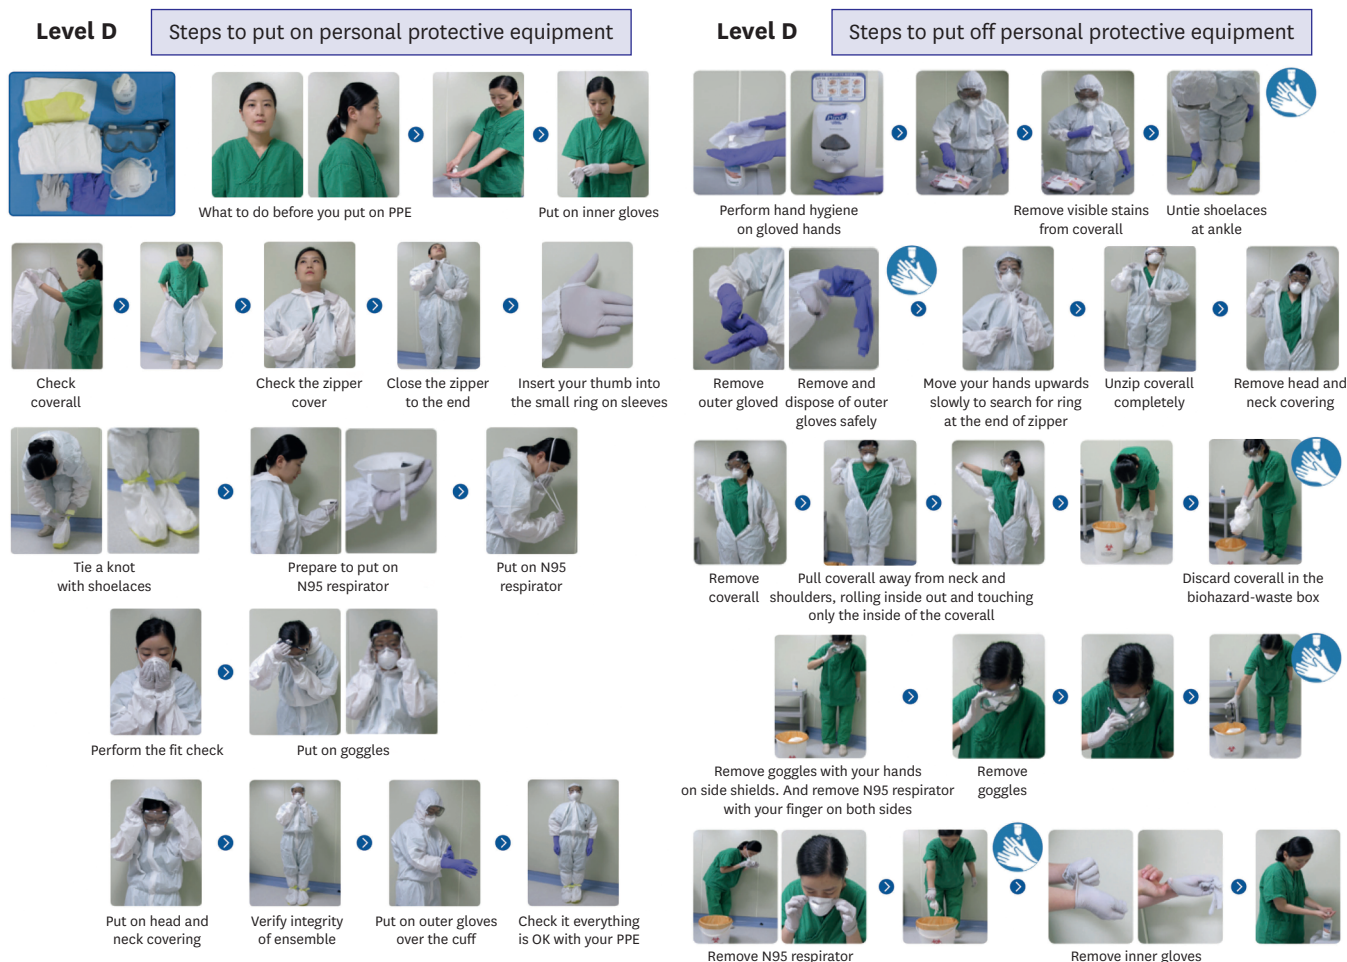 Level D
Steps to put on personal protective equipment
What to do before you put on PPE
Put on inner gloves
Check
coverall
Check the zipper
cover
Close the zipper
to the end
Insert your thumb into
the small ring on sleeves
Tie a knot
with shoelaces
Prepare to put on
N95 respirator
Put on N95
respirator
Perform the fit check
Put on goggles
Put on head and
neck covering
Verify integrity
of ensemble
Put on outer gloves
over the cuff
Check it everything
is OK with your PPE
Level D
Steps to put off personal protective equipment
Perform hand hygiene
on gloved hands
Remove visible stains
from coverall
Untie shoelaces
at ankle
Remove
outer gloved
Remove and
dispose of outer
gloves safely
Move your hands upwards
slowly to search for ring
at the end of zipper
Unzip coverall
completely
Remove head and
neck covering
Remove
coverall
Pull coverall away from neck and
shoulders, rolling inside out and touching
only the inside of the coverall
Discard coverall in the
biohazard-waste box
Remove goggles with your hands
on side shields. And remove N95 respirator
with your finger on both sides
Remove
goggles
Remove N95 respirator
Remove inner gloves